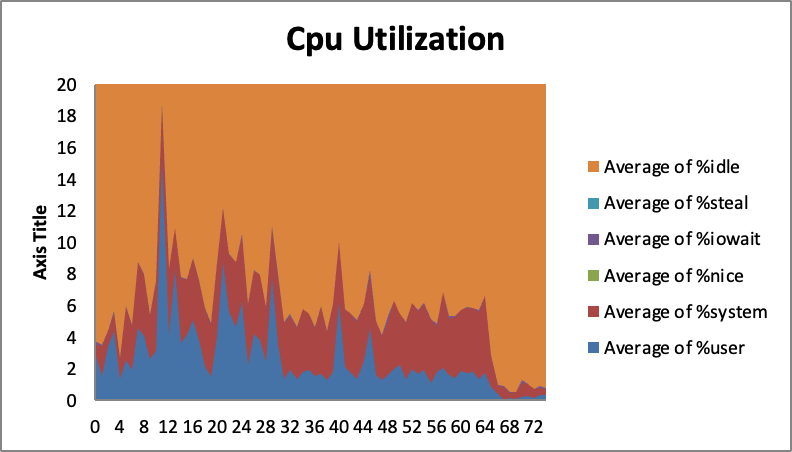 Cpu Utilization
20
18
16
14
12
10
8
6
4
2
0
Axis Title
0 4 8 12 16 20 24 28 32 36 40 44 48 52 56 60 64 68 72
Average of %idle
Average of %steal
Average of %iowait
Average of %nice
Average of %system
Average of %user